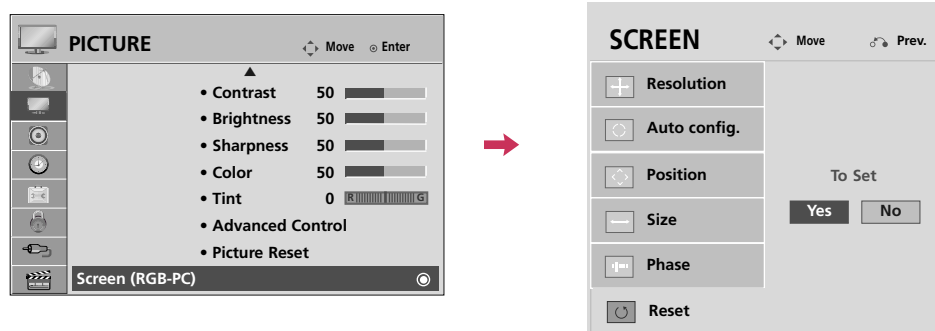 PICTURE Move Enter
• Contrast 50
• Brightness 50
• Sharpness 50
• Color 50
• Tint 0 R G
• Advanced Control
• Picture Reset
Screen (RGB-PC)
SCREEN Move Prev.
Resolution
Auto config.
Position
Size
Phase
Reset
To Set
Yes No